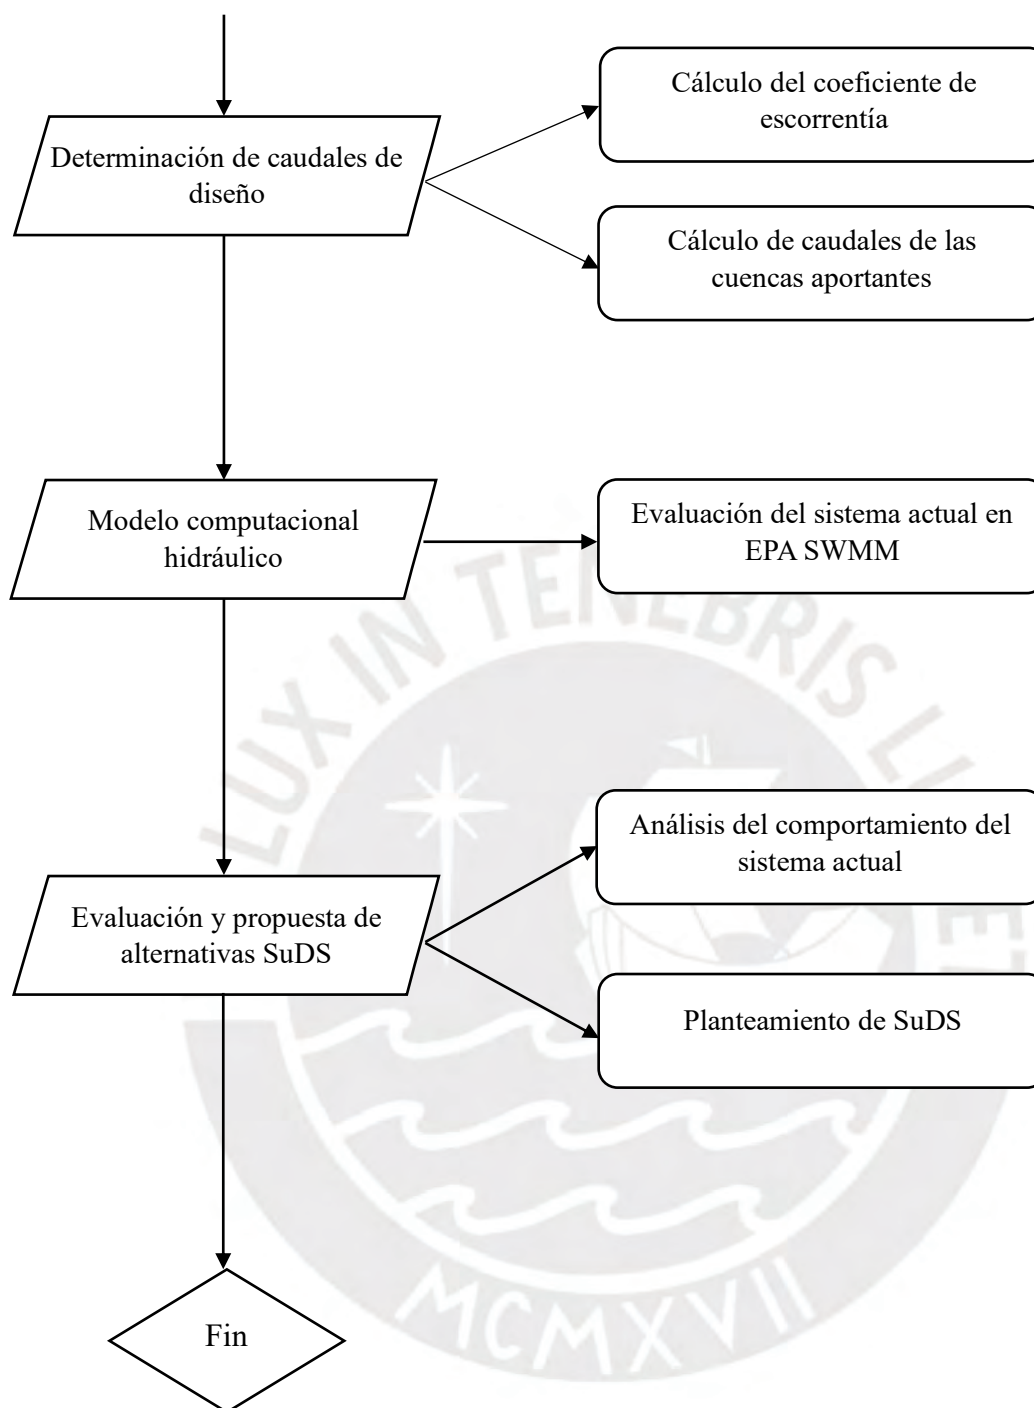 Cálculo del coeficiente de
escorrentía
Determinación de caudales de
diseño
Cálculo de caudales de las
cuencas aportantes
Modelo computacional
hidráulico
Evaluación del sistema actual en
EPA SWMM
LUX IN TENEBRIS
Análisis del comportamiento del
sistema actual
Evaluación y propuesta de
alternativas SuDS
Planteamiento de SuDS
MCMXVII
Fin